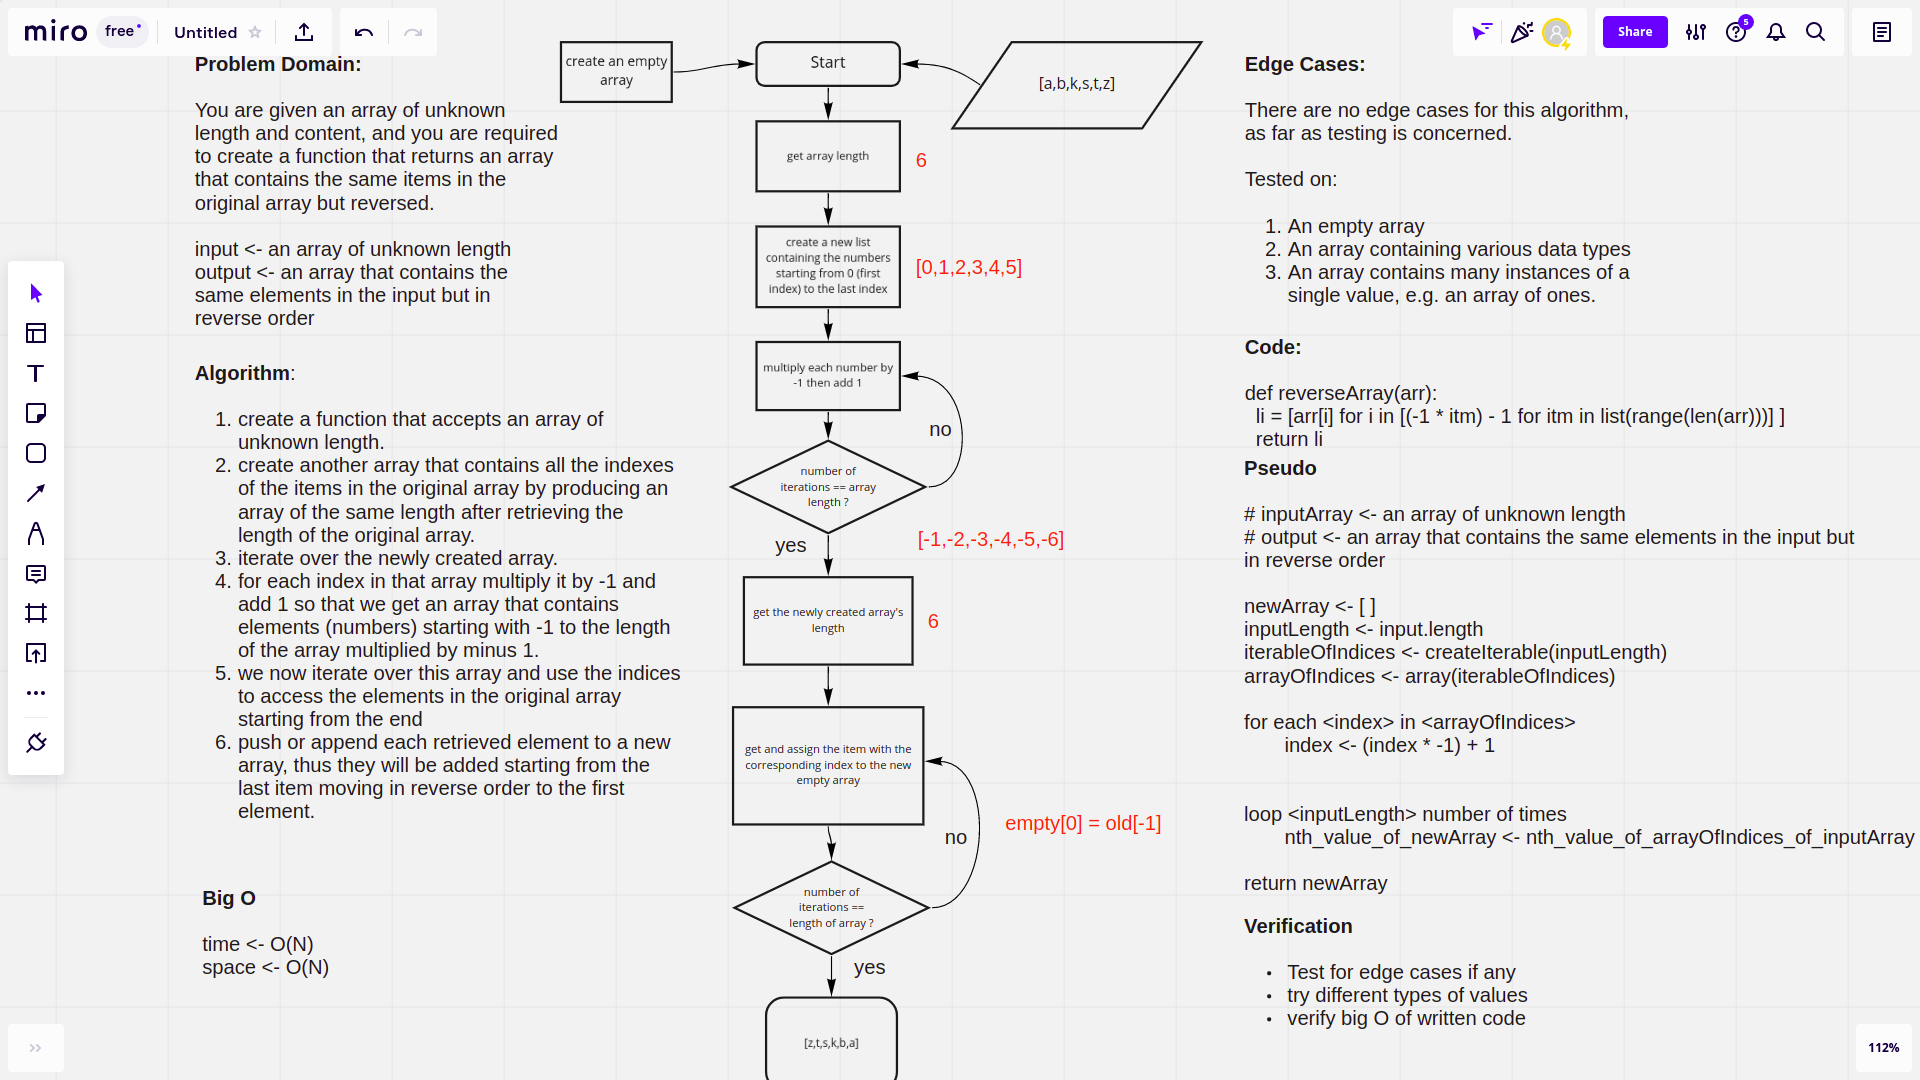 miro
free
Untitled
Share
5
Problem Domain:
You are given an array of unknown
length and content, and you are required
to create a function that returns an array
that contains the same items in the
original array but reversed.
input <- an array of unknown length
output <- an array that contains the
same elements in the input but in
reverse order
Algorithm:
1. create a function that accepts an array of
unknown length.
2. create another array that contains all the indexes
of the items in the original array by producing an
array of the same length after retrieving the
length of the original array.
3. iterate over the newly created array.
4. for each index in that array multiply it by -1 and
add 1 so that we get an array that contains
elements (numbers) starting with -1 to the length
of the array multiplied by minus 1.
5. we now iterate over this array and use the indices
to access the elements in the original array
starting from the end
6. push or append each retrieved element to a new
array, thus they will be added starting from the
last item moving in reverse order to the first
element.
Big O
time <- O(N)
space <- O(N)
create an empty
array
Start
[a,b,k,s,t,z]
get array length
6
create a new list
containing the numbers
starting from 0 (first
index) to the last index
[0,1,2,3,4,5]
multiply each number by
-1 then add 1
no
number of
iterations == array
length ?
yes
[-1,-2,-3,-4,-5,-6]
get the newly created array's
length
6
get and assign the item with the
corresponding index to the new
empty array
no
empty[0] = old[-1]
number of
iterations ==
length of array ?
yes
[z,t,s,k,b,a]
Edge Cases:
There are no edge cases for this algorithm,
as far as testing is concerned.
Tested on:
1. An empty array
2. An array containing various data types
3. An array contains many instances of a
single value, e.g. an array of ones.
Code:
def reverseArray(arr):
li = [arr[i] for i in [(-1 * itm) - 1 for itm in list(range(len(arr)))] ]
return li
Pseudo
# inputArray <- an array of unknown length
# output <- an array that contains the same elements in the input but
in reverse order
newArray <- [ ]
inputLength <- input.length
iterableOfIndices <- createIterable(inputLength)
arrayOfIndices <- array(iterableOfIndices)
for each <index> in <arrayOfIndices>
index <- (index * -1) + 1
loop <inputLength> number of times
nth_value_of_newArray <- nth_value_of_arrayOfIndices_of_inputArray
return newArray
Verification
• Test for edge cases if any
• try different types of values
• verify big O of written code
112%